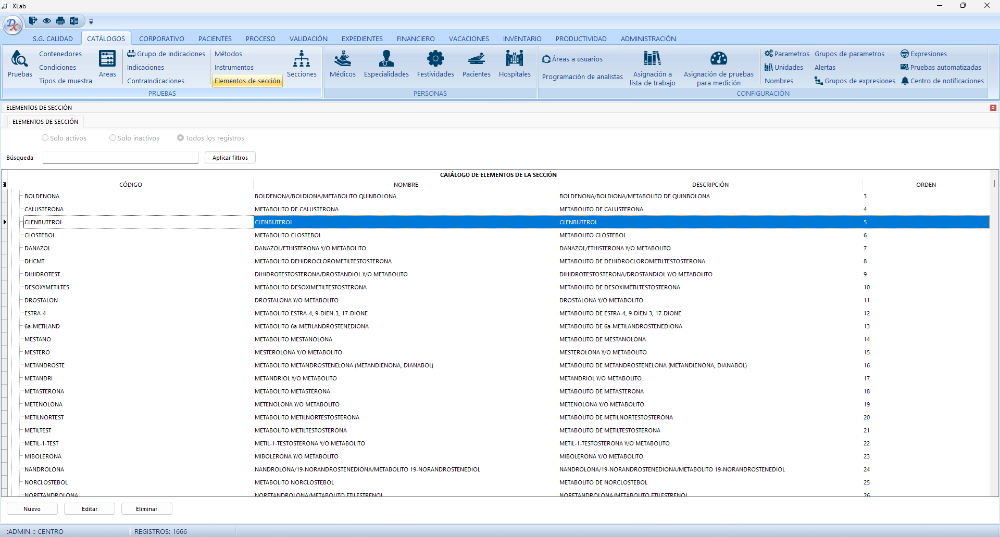 XLab
S.G. CALIDAD CATÁLOGOS CORPORATIVO PACIENTES PROCESO VALIDACIÓN EXPEDIENTES FINANCIERO VACACIONES INVENTARIO PRODUCTIVIDAD ADMINISTRACIÓN
Pruebas
Contenedores
Condiciones
Tipos de muestra
Areas
Grupo de indicaciones
Indicaciones
ContraIndicaciones
Métodos
Instrumentos
Elementos de sección
Secciones
PRUEBAS
Médicos
Especialidades
Festividades
Pacientes
Hospitales
PERSONAS
Áreas a usuarios
Programación de analistas
Asignación a
lista de trabajo
Asignación de pruebas
para medición
Parametros
Unidades
Nombres
Grupos de parametros
Alertas
Grupos de expresiones
Expresiones
Pruebas automatizadas
Centro de notificaciones
CONFIGURACIÓN
ELEMENTOS DE SECCIÓN
ELEMENTOS DE SECCIÓN
Solo activos Solo inactivos Todos los registros
Búsqueda Aplicar filtros
CATÁLOGO DE ELEMENTOS DE LA SECCIÓN
CÓDIGO NOMBRE DESCRIPCIÓN ORDEN
BOLDENONA BOLDENONA/BOLDIONA/METABOLITO QUINBOLONA BOLDENONA/BOLDIONA/METABOLITO DE QUINBOLONA 3
CALUSTERONA METABOLITO DE CALUSTERONA METABOLITO DE CALUSTERONA 4
CLENBUTEROL CLENBUTEROL CLENBUTEROL 5
CLOSTEBOL METABOLITO CLOSTEBOL METABOLITO CLOSTEBOL 6
DANAZOL DANAZOL/ETHISTERONA Y/O METABOLITO DANAZOL/ETHISTERONA Y/O METABOLITO 7
DHCMT METABOLITO DEHIDROCLOROMETILTESTOSTERONA METABOLITO DE DEHIDROCLOROMETILTESTOSTERONA 8
DIHIDROTEST DIHIDROTESTOSTERONA/DROSTANDIOL Y/O METABOLITO DIHIDROTESTOSTERONA/DROSTANDIOL Y/O METABOLITO 9
DESOXYMETILTES METABOLITO DESOXIMETILTESTOSTERONA METABOLITO DE DESOXIMETILTESTOSTERONA 10
DROSTALON DROSTALONA Y/O METABOLITO DROSTALONA Y/O METABOLITO 11
ESTRA-4 METABOLITO ESTRA-4, 9-DIEN-3, 17-DIONE METABOLITO DE ESTRA-4, 9-DIEN-3, 17-DIONE 12
6a-METILAND METABOLITO 6a-METILANDROSTENEDIONA METABOLITO DE 6a-METILANDROSTENEDIONA 13
MESTANO METABOLITO MESTANOLONA METABOLITO DE MESTANOLONA 14
MESTERO MESTEROLONA Y/O METABOLITO MESTEROLONA Y/O METABOLITO 15
METANDROSTE METABOLITO METANDROSTENELONA (METANDIENONA, DIANABOL) METABOLITO DE METANDROSTENELONA (METANDIENONA, DIANABOL) 16
METANDRI METANDRIOL Y/O METABOLITO METANDRIOL Y/O METABOLITO 17
METASTERONA METABOLITO METASTERONA METABOLITO DE METASTERONA 18
METENOLONA METENOLONA Y/O METABOLITO METENOLONA Y/O METABOLITO 19
METILNORTEST METABOLITO METILNORTESTOSTERONA METABOLITO DE METILNORTESTOSTERONA 20
METILTEST METABOLITO METILTESTOSTERONA METABOLITO DE METILTESTOSTERONA 21
METIL-1-TEST METIL-1-TESTOSTERONA Y/O METABOLITO METIL-1-TESTOSTERONA Y/O METABOLITO 22
MIBOLERONA MIBOLERONA Y/O METABOLITO MIBOLERONA Y/O METABOLITO 23
NANDROLONA NANDROLONA/19-NORANDROSTENEDIONA/METABOLITO 19-NORANDROSTENEDIOL NANDROLONA/19-NORANDROSTENEDIONA/METABOLITO 19-NORANDROSTENEDIOL 24
NORCLOSTEBOL METABOLITO NORCLOSTEBOL METABOLITO DE NORCLOSTEBOL 25
NORETANDROLONA NORETANDROLONA/METABOLITO ETILESTRENOL NORETANDROLONA/METABOLITO ETILESTRENOL 26
Nuevo Editar Eliminar
:ADMIN :: CENTRO REGISTROS: 1666